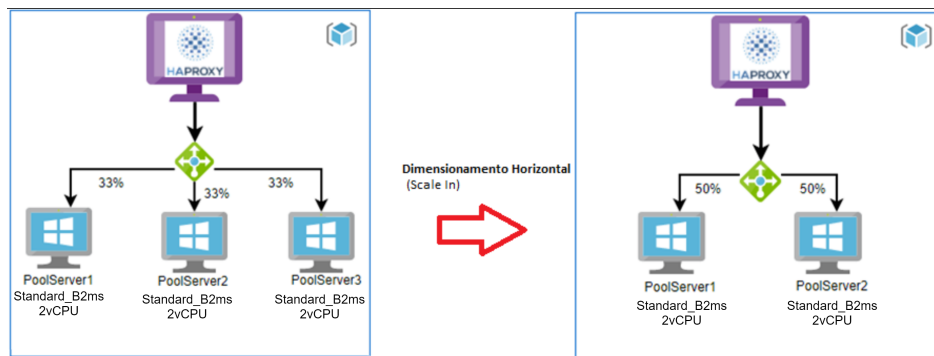 HAPROXY
33%
33%
33%
PoolServer1
Standard_B2ms
2vCPU
PoolServer2
Standard_B2ms
2vCPU
PoolServer3
Standard_B2ms
2vCPU
Dimensionamento Horizontal
(Scale In)
HAPROXY
50%
50%
PoolServer1
Standard_B2ms
2vCPU
PoolServer2
Standard_B2ms
2vCPU